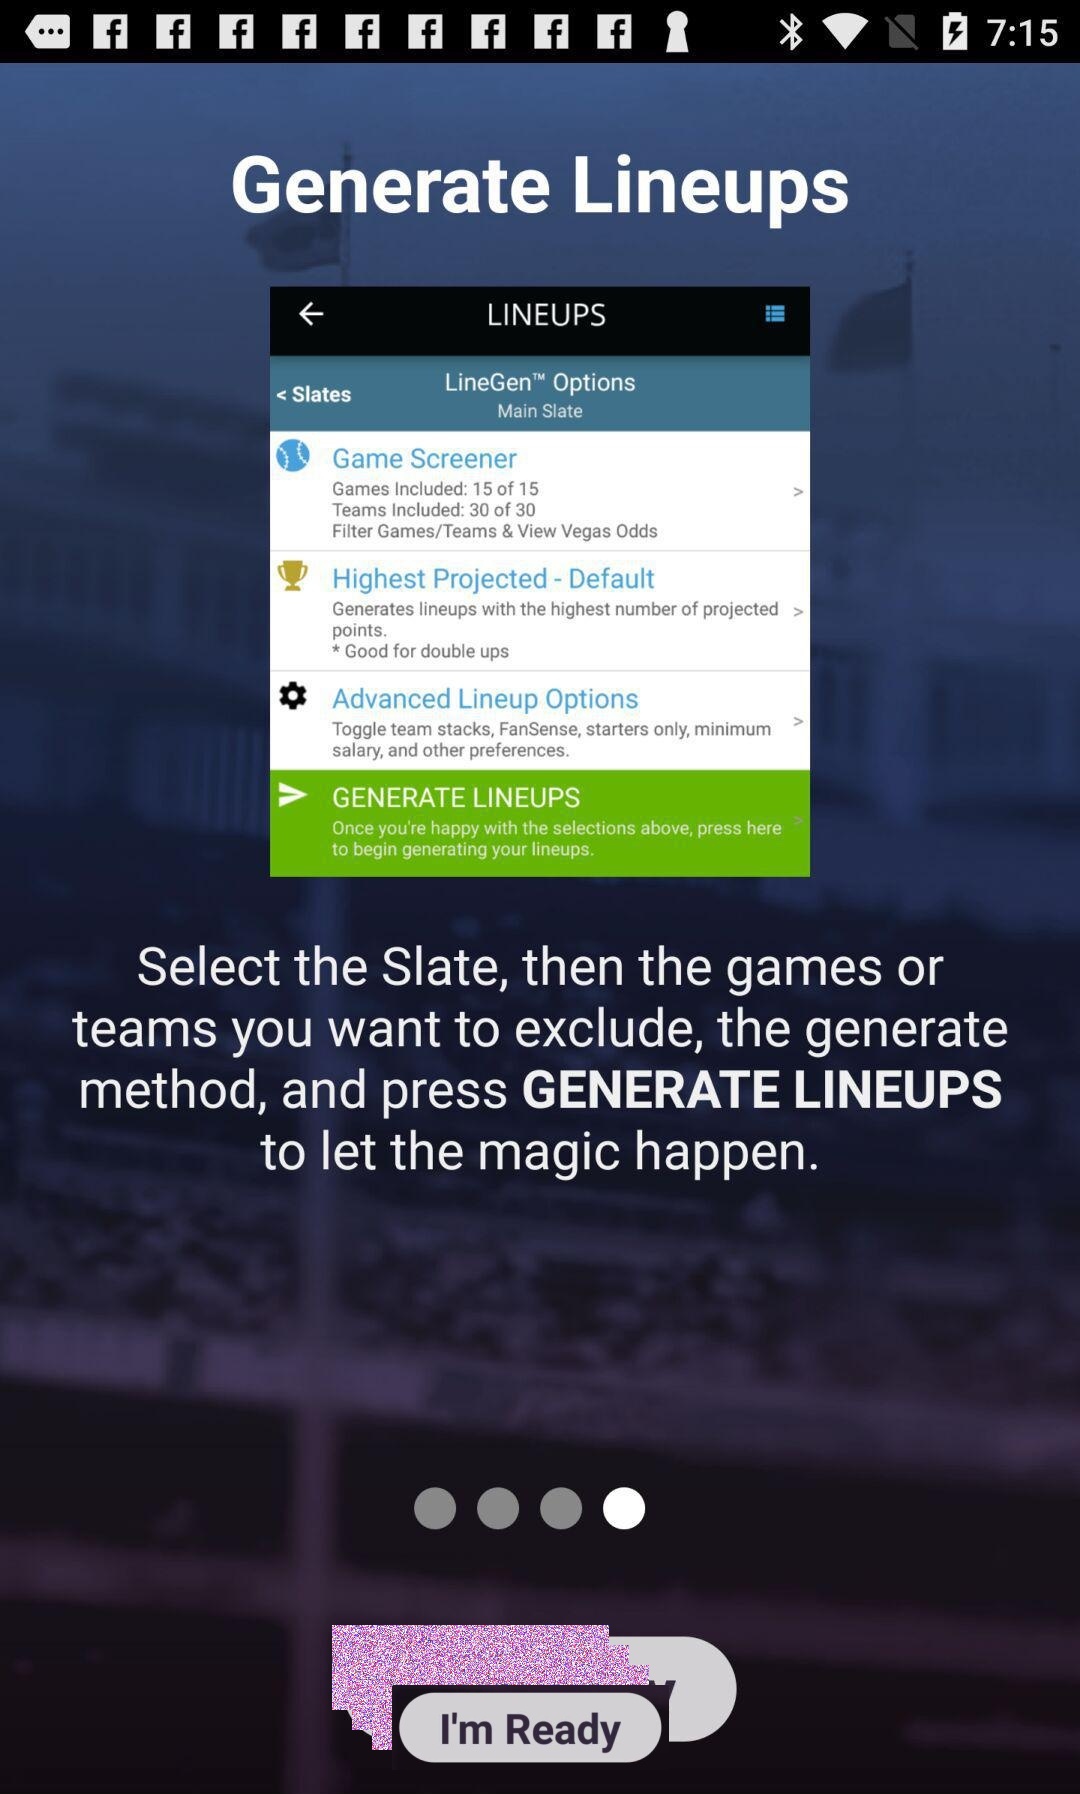 7:15
Generate Lineups
LINEUPS
< Slates
LineGen™ Options
Main Slate
Game Screener
Games Included: 15 of 15
Teams Included: 30 of 30
Filter Games/Teams & View Vegas Odds
>
Highest Projected - Default
Generates lineups with the highest number of projected
points.
* Good for double ups
>
Advanced Lineup Options
Toggle team stacks, FanSense, starters only, minimum
salary, and other preferences.
>
GENERATE LINEUPS
Once you're happy with the selections above, press here
to begin generating your lineups.
>
Select the Slate, then the games or
teams you want to exclude, the generate
method, and press GENERATE LINEUPS
to let the magic happen.
I'm Ready